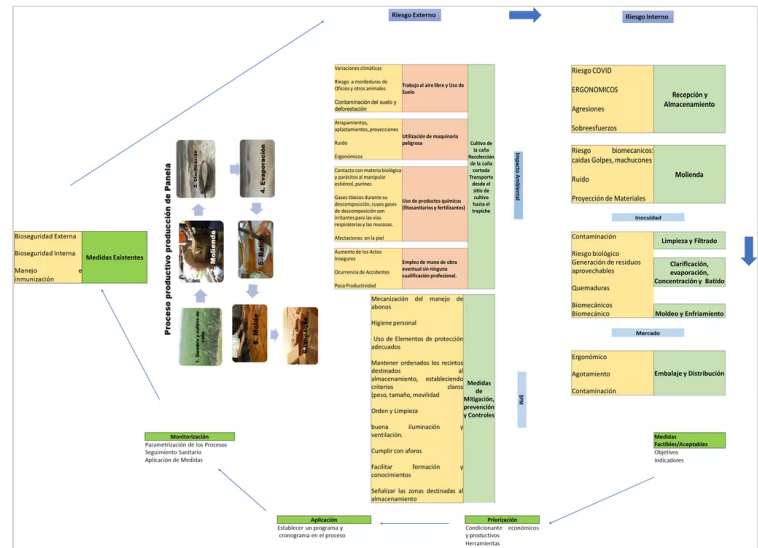 Riesgo Externo
Riesgo Interno
Variaciones climáticas
Riesgo a mordeduras de
Oficios y otros animales
Contaminación del suelo y
deforestación
Trabajo al aire libre y Uso de
Suelo
Atrapamientos,
aplastamientos, proyecciones
Ruido
Ergonómicos
Utilización de maquinaria
peligrosa
Contacto con materia biológica
y parásitos al manipular
estiércol, purines
Gases tóxicos durante su
descomposición, cuyos gases
de descomposición son
irritantes para las vías
respiratorias y las mucosas.
Afectaciones en la piel
Uso de productos químicos
(fitosanitarios y fertilizantes)
Aumento de los Actos
Inseguros
Ocurrencia de Accidentes
Poca Productividad
Empleo de mano de obra
eventual sin ninguna
cualificación profesional.
Cultivo de
la caña
Recolección
de la caña
cortada
Transporte
desde el
sitio de
cultivo
hasta el
trapiche
Impacto Ambiental
Riesgo COVID
ERGONOMICOS
Agresiones
Sobreesfuerzos
Recepción y
Almacenamiento
Riesgo biomecanicos:
caidas Golpes, machucones
Ruido
Proyección de Materiales
Molienda
Inocuidad
Contaminación
Riesgo biológico
Generación de residuos
aprovechables
Quemaduras
Biomecánicos
Biomecánico
Limpieza y Filtrado
Clarificación,
evaporación,
Concentración y Batido
Moldeo y Enfriamiento
Mercado
Ergonómico
Agotamiento
Contaminación
Embalaje y Distribución
Proceso productivo producción de Panela
4. Evaporación
Molienda
Bioseguridad Externa
Bioseguridad Interna
Manejo e
inmunización
Medidas Existentes
Mecanización del manejo de
abonos
Higiene personal
Uso de Elementos de protección
adecuados
Mantener ordenados los recintos
destinados al
almacenamiento, estableciendo
criterios claros
(peso, tamaño, movilidad
Orden y Limpieza
buena iluminación y
ventilación.
Cumplir con aforos
Facilitar formación y
conocimientos
Señalizar las zonas destinadas al
almacenamiento
Medidas
de
Mitigación,
prevención
y Controles
BPM
Monitorización
Parametrización de los Procesos
Seguimiento Sanitario
Aplicación de Medidas
Medidas
Factibles/Aceptables
Objetivos
Indicadores
Aplicación
Establecer un programa y
cronograma en el proceso
Priorización
Condicionante económicos
y productivos
Herramientas